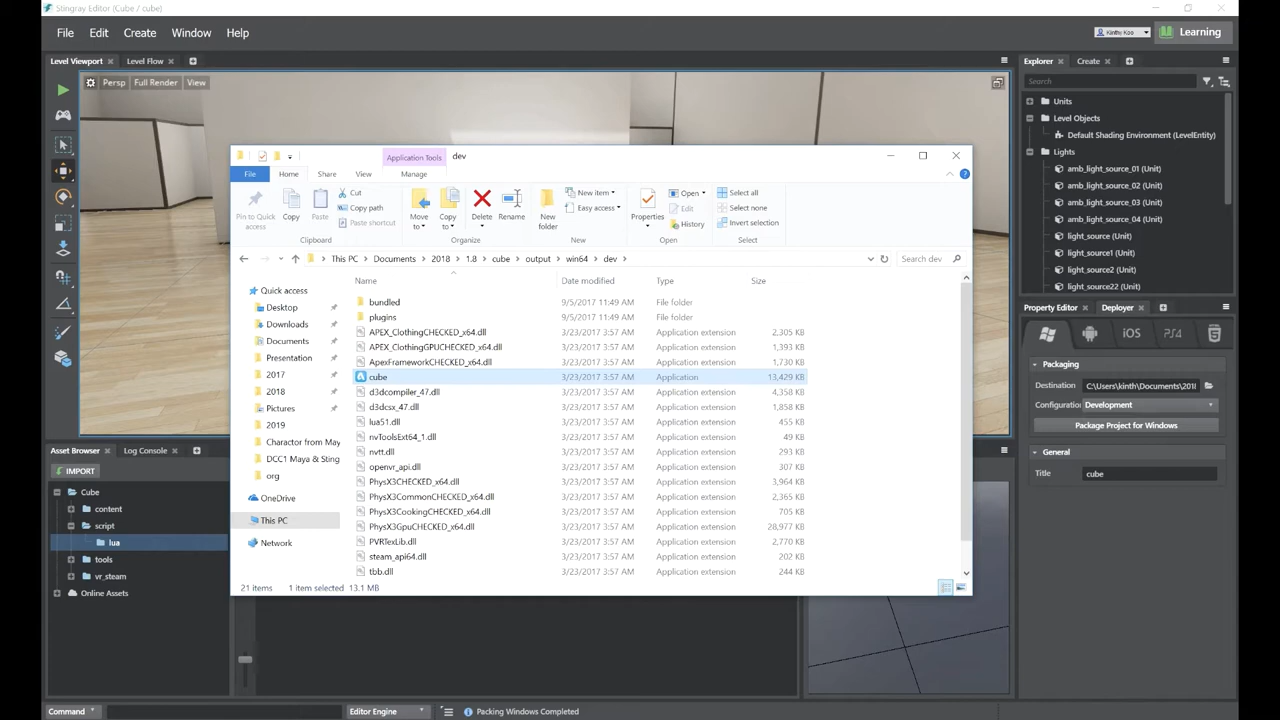 Stingray Editor (Cube / cube)
File Edit Create Window Help
Kinthy Koo
Learning
Level Viewport Level Flow
Persp Full Render View
Explorer Create
Search
Units
Level Objects
Default Shading Environment (LevelEntity)
Lights
amb_light_source_01 (Unit)
amb_light_source_02 (Unit)
amb_light_source_03 (Unit)
amb_light_source_04 (Unit)
light_source (Unit)
light_source1 (Unit)
light_source2 (Unit)
light_source22 (Unit)
Application Tools dev
File Home Share View Manage
Pin to Quick access
Copy
Paste
Cut
Copy path
Paste shortcut
Clipboard
Move to
Copy to
Delete
Rename
Organize
New folder
New item
Easy access
New
Properties
Open
Edit
History
Open
Select all
Select none
Invert selection
Select
This PC Documents 2018 1.8 cube output win64 dev
Search dev
Quick access
Desktop
Downloads
Documents
Presentation
2017
2018
Pictures
2019
Charactor from May
DCC1 Maya & Sting
org
OneDrive
This PC
Network
Name Date modified Type Size
bundled 9/5/2017 11:49 AM File folder
plugins 9/5/2017 11:49 AM File folder
APEX_ClothingCHECKED_x64.dll 3/23/2017 3:57 AM Application extension 2,305 KB
APEX_ClothingGPUCHECKED_x64.dll 3/23/2017 3:57 AM Application extension 1,393 KB
ApexFrameworkCHECKED_x64.dll 3/23/2017 3:57 AM Application extension 1,730 KB
cube 3/23/2017 3:57 AM Application 13,429 KB
d3dcompiler_47.dll 3/23/2017 3:57 AM Application extension 4,358 KB
d3dcsx_47.dll 3/23/2017 3:57 AM Application extension 1,858 KB
lua51.dll 3/23/2017 3:57 AM Application extension 455 KB
nvToolsExt64_1.dll 3/23/2017 3:57 AM Application extension 49 KB
nvtt.dll 3/23/2017 3:57 AM Application extension 293 KB
openvr_api.dll 3/23/2017 3:57 AM Application extension 307 KB
PhysX3CHECKED_x64.dll 3/23/2017 3:57 AM Application extension 3,964 KB
PhysX3CommonCHECKED_x64.dll 3/23/2017 3:57 AM Application extension 2,365 KB
PhysX3CookingCHECKED_x64.dll 3/23/2017 3:57 AM Application extension 705 KB
PhysX3GpuCHECKED_x64.dll 3/23/2017 3:57 AM Application extension 28,977 KB
PVRTexLib.dll 3/23/2017 3:57 AM Application extension 2,770 KB
steam_api64.dll 3/23/2017 3:57 AM Application extension 202 KB
tbb.dll 3/23/2017 3:57 AM Application extension 244 KB
21 items 1 item selected 13.1 MB
Property Editor Deployer
iOS
Packaging
Destination C:\Users\kinth\Documents\201
Configuration Development
Package Project for Windows
General
Title cube
Asset Browser Log Console
IMPORT
Cube
content
script
lua
tools
vr_steam
Online Assets
Command
Editor Engine
Packing Windows Completed